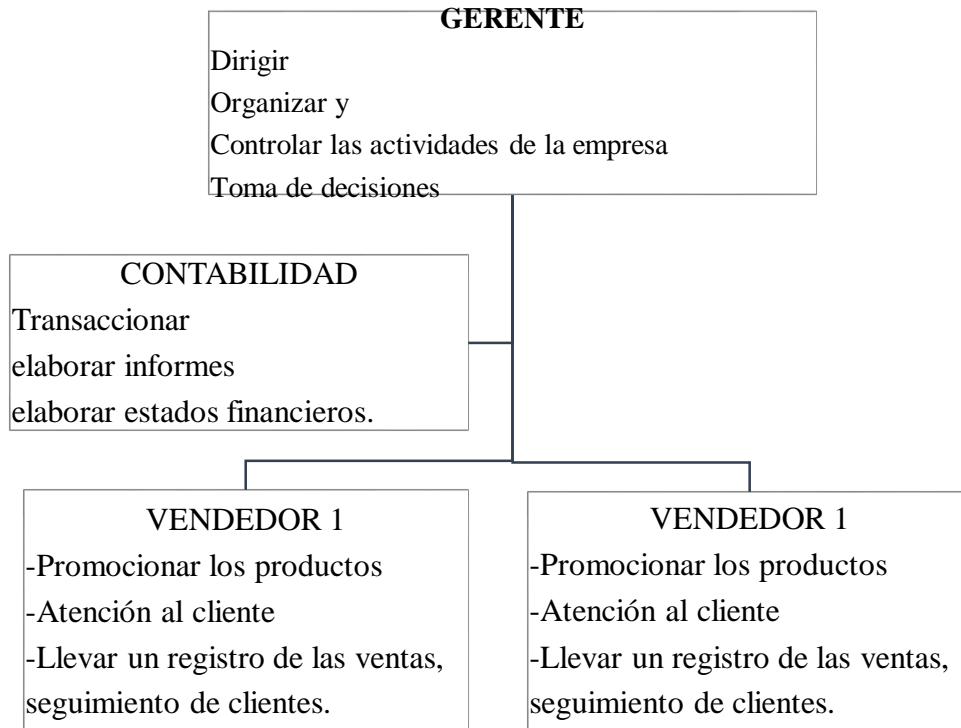 GERENTE
Dirigir
Organizar y
Controlar las actividades de la empresa
Toma de decisiones
CONTABILIDAD
Transaccionar
elaborar informes
elaborar estados financieros.
VENDEDOR 1
-Promocionar los productos
-Atención al cliente
-Llevar un registro de las ventas,
seguimiento de clientes.
VENDEDOR 1
-Promocionar los productos
-Atención al cliente
-Llevar un registro de las ventas,
seguimiento de clientes.